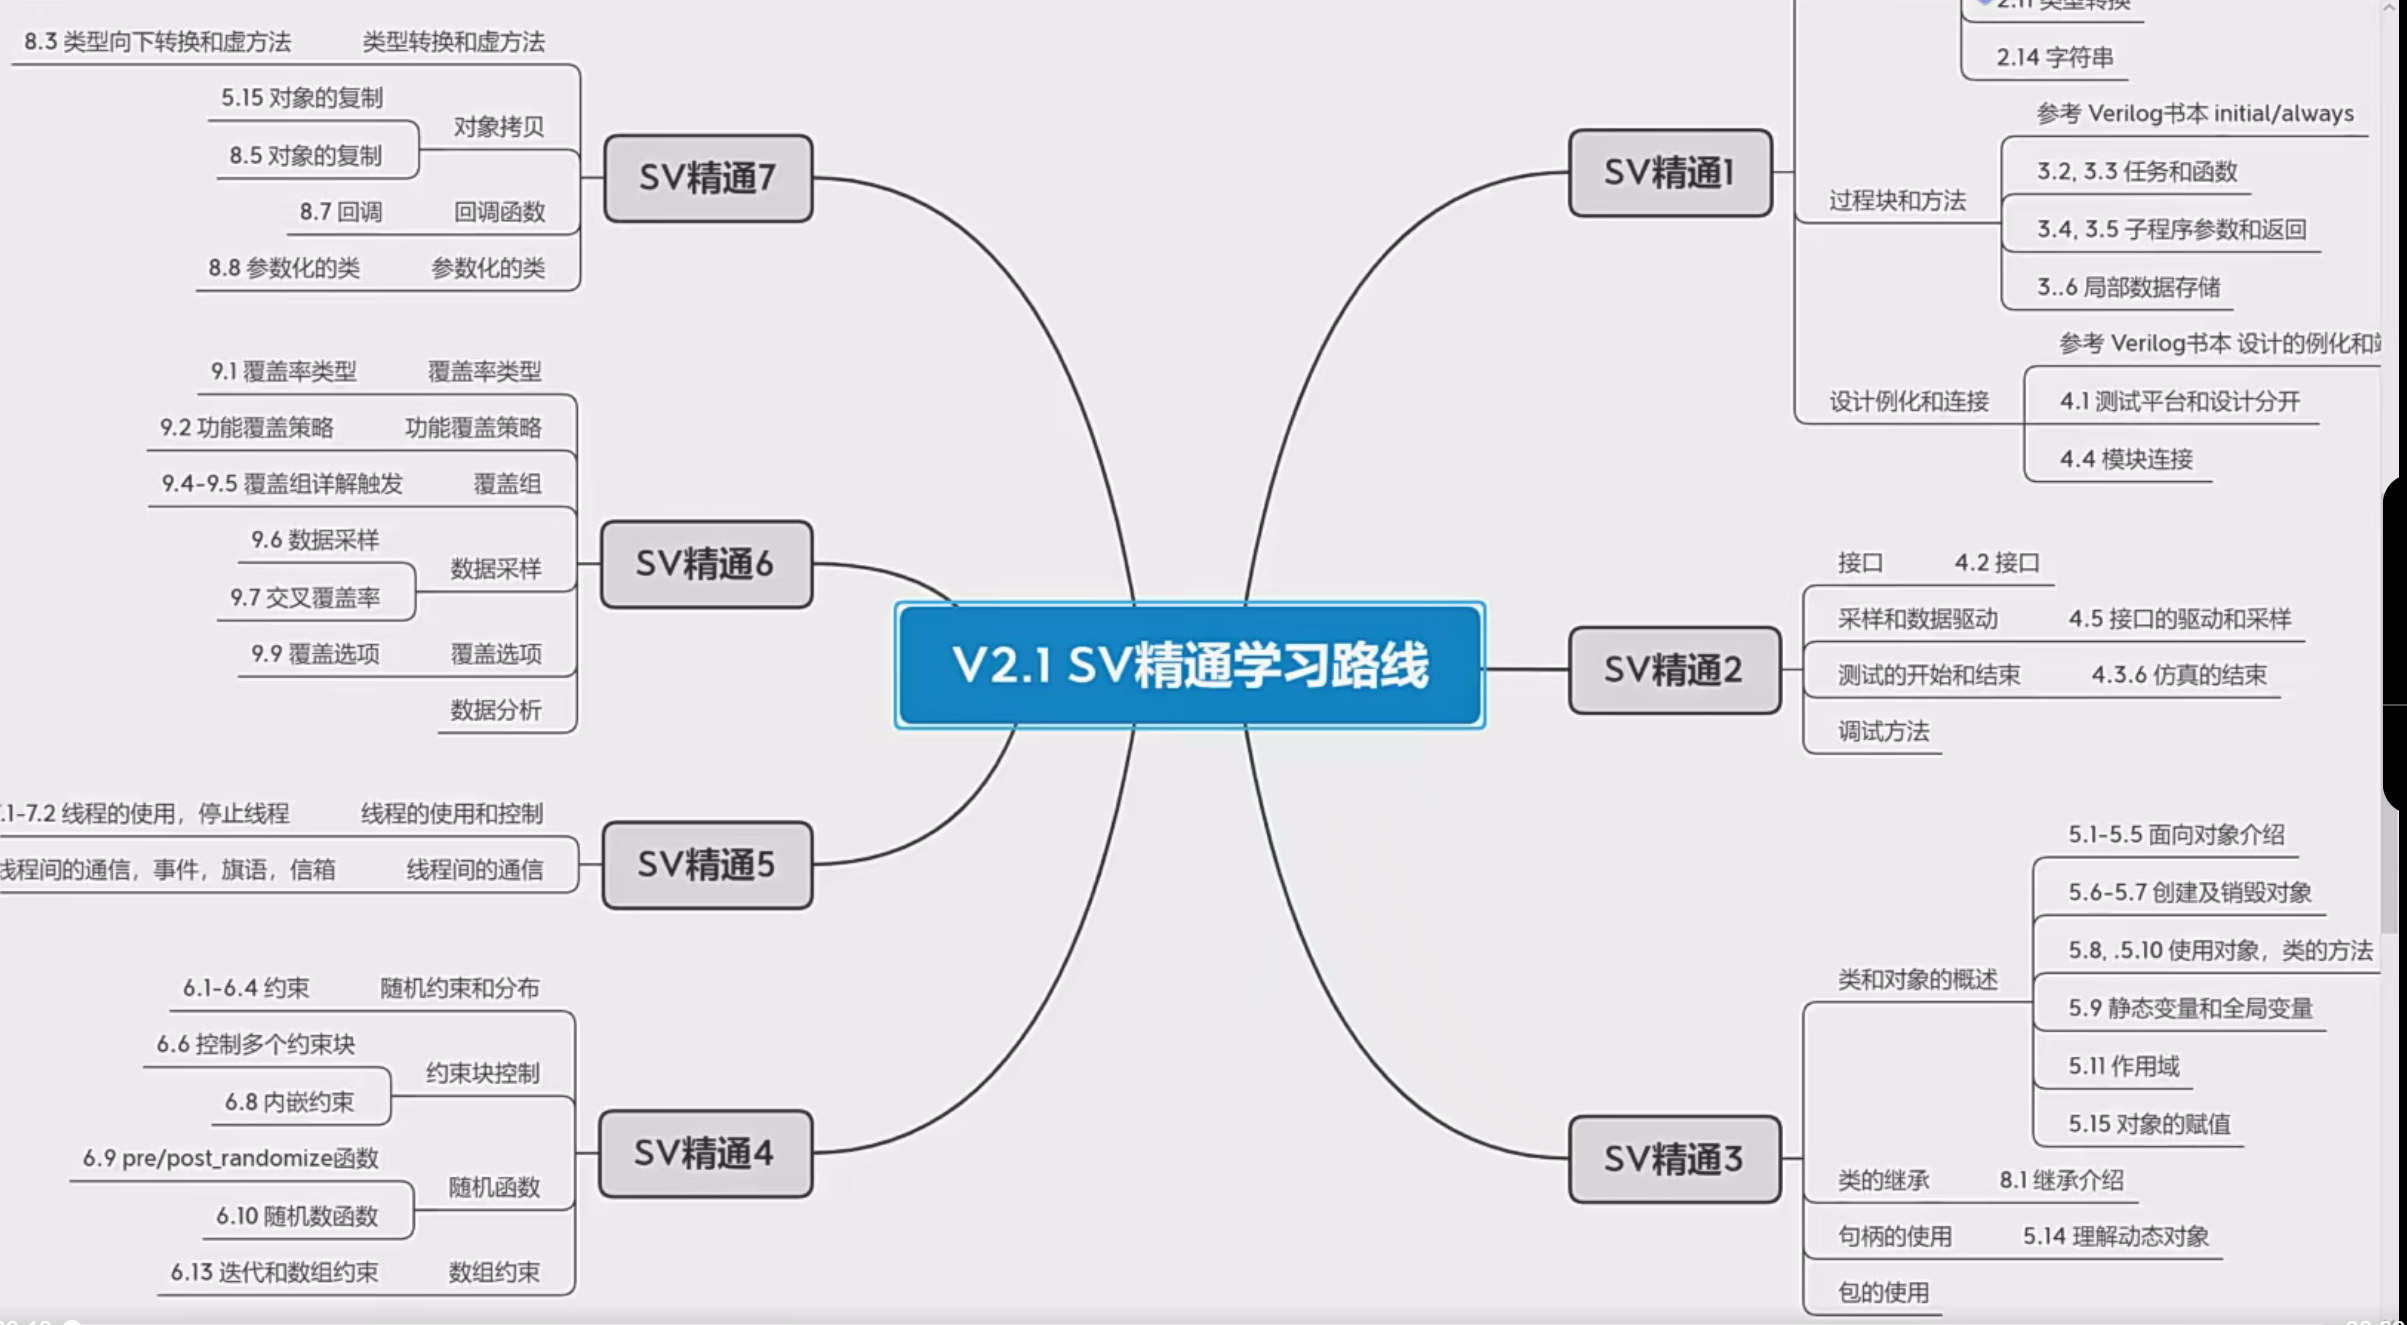 V2.1 SV精通学习路线
SV精通1
2.11 类型转换
2.14 字符串
过程块和方法
参考 Verilog书本 initial/always
3.2, 3.3 任务和函数
3.4, 3.5 子程序参数和返回
3..6 局部数据存储
设计例化和连接
参考 Verilog书本 设计的例化和
4.1 测试平台和设计分开
4.4 模块连接
SV精通2
接口 4.2 接口
采样和数据驱动 4.5 接口的驱动和采样
测试的开始和结束 4.3.6 仿真的结束
调试方法
SV精通3
类和对象的概述
5.1-5.5 面向对象介绍
5.6-5.7 创建及销毁对象
5.8, .5.10 使用对象，类的方法
5.9 静态变量和全局变量
5.11 作用域
5.15 对象的赋值
类的继承 8.1 继承介绍
句柄的使用 5.14 理解动态对象
包的使用
SV精通7
8.3 类型向下转换和虚方法 类型转换和虚方法
5.15 对象的复制
对象拷贝
8.5 对象的复制
8.7 回调 回调函数
8.8 参数化的类 参数化的类
SV精通6
9.1 覆盖率类型 覆盖率类型
9.2 功能覆盖策略 功能覆盖策略
9.4-9.5 覆盖组详解触发 覆盖组
9.6 数据采样
数据采样
9.7 交叉覆盖率
9.9 覆盖选项 覆盖选项
数据分析
SV精通5
.1-7.2 线程的使用，停止线程 线程的使用和控制
线程间的通信，事件，旗语，信箱 线程间的通信
SV精通4
6.1-6.4 约束 随机约束和分布
6.6 控制多个约束块
约束块控制
6.8 内嵌约束
6.9 pre/post_randomize函数
随机函数
6.10 随机数函数
6.13 迭代和数组约束 数组约束